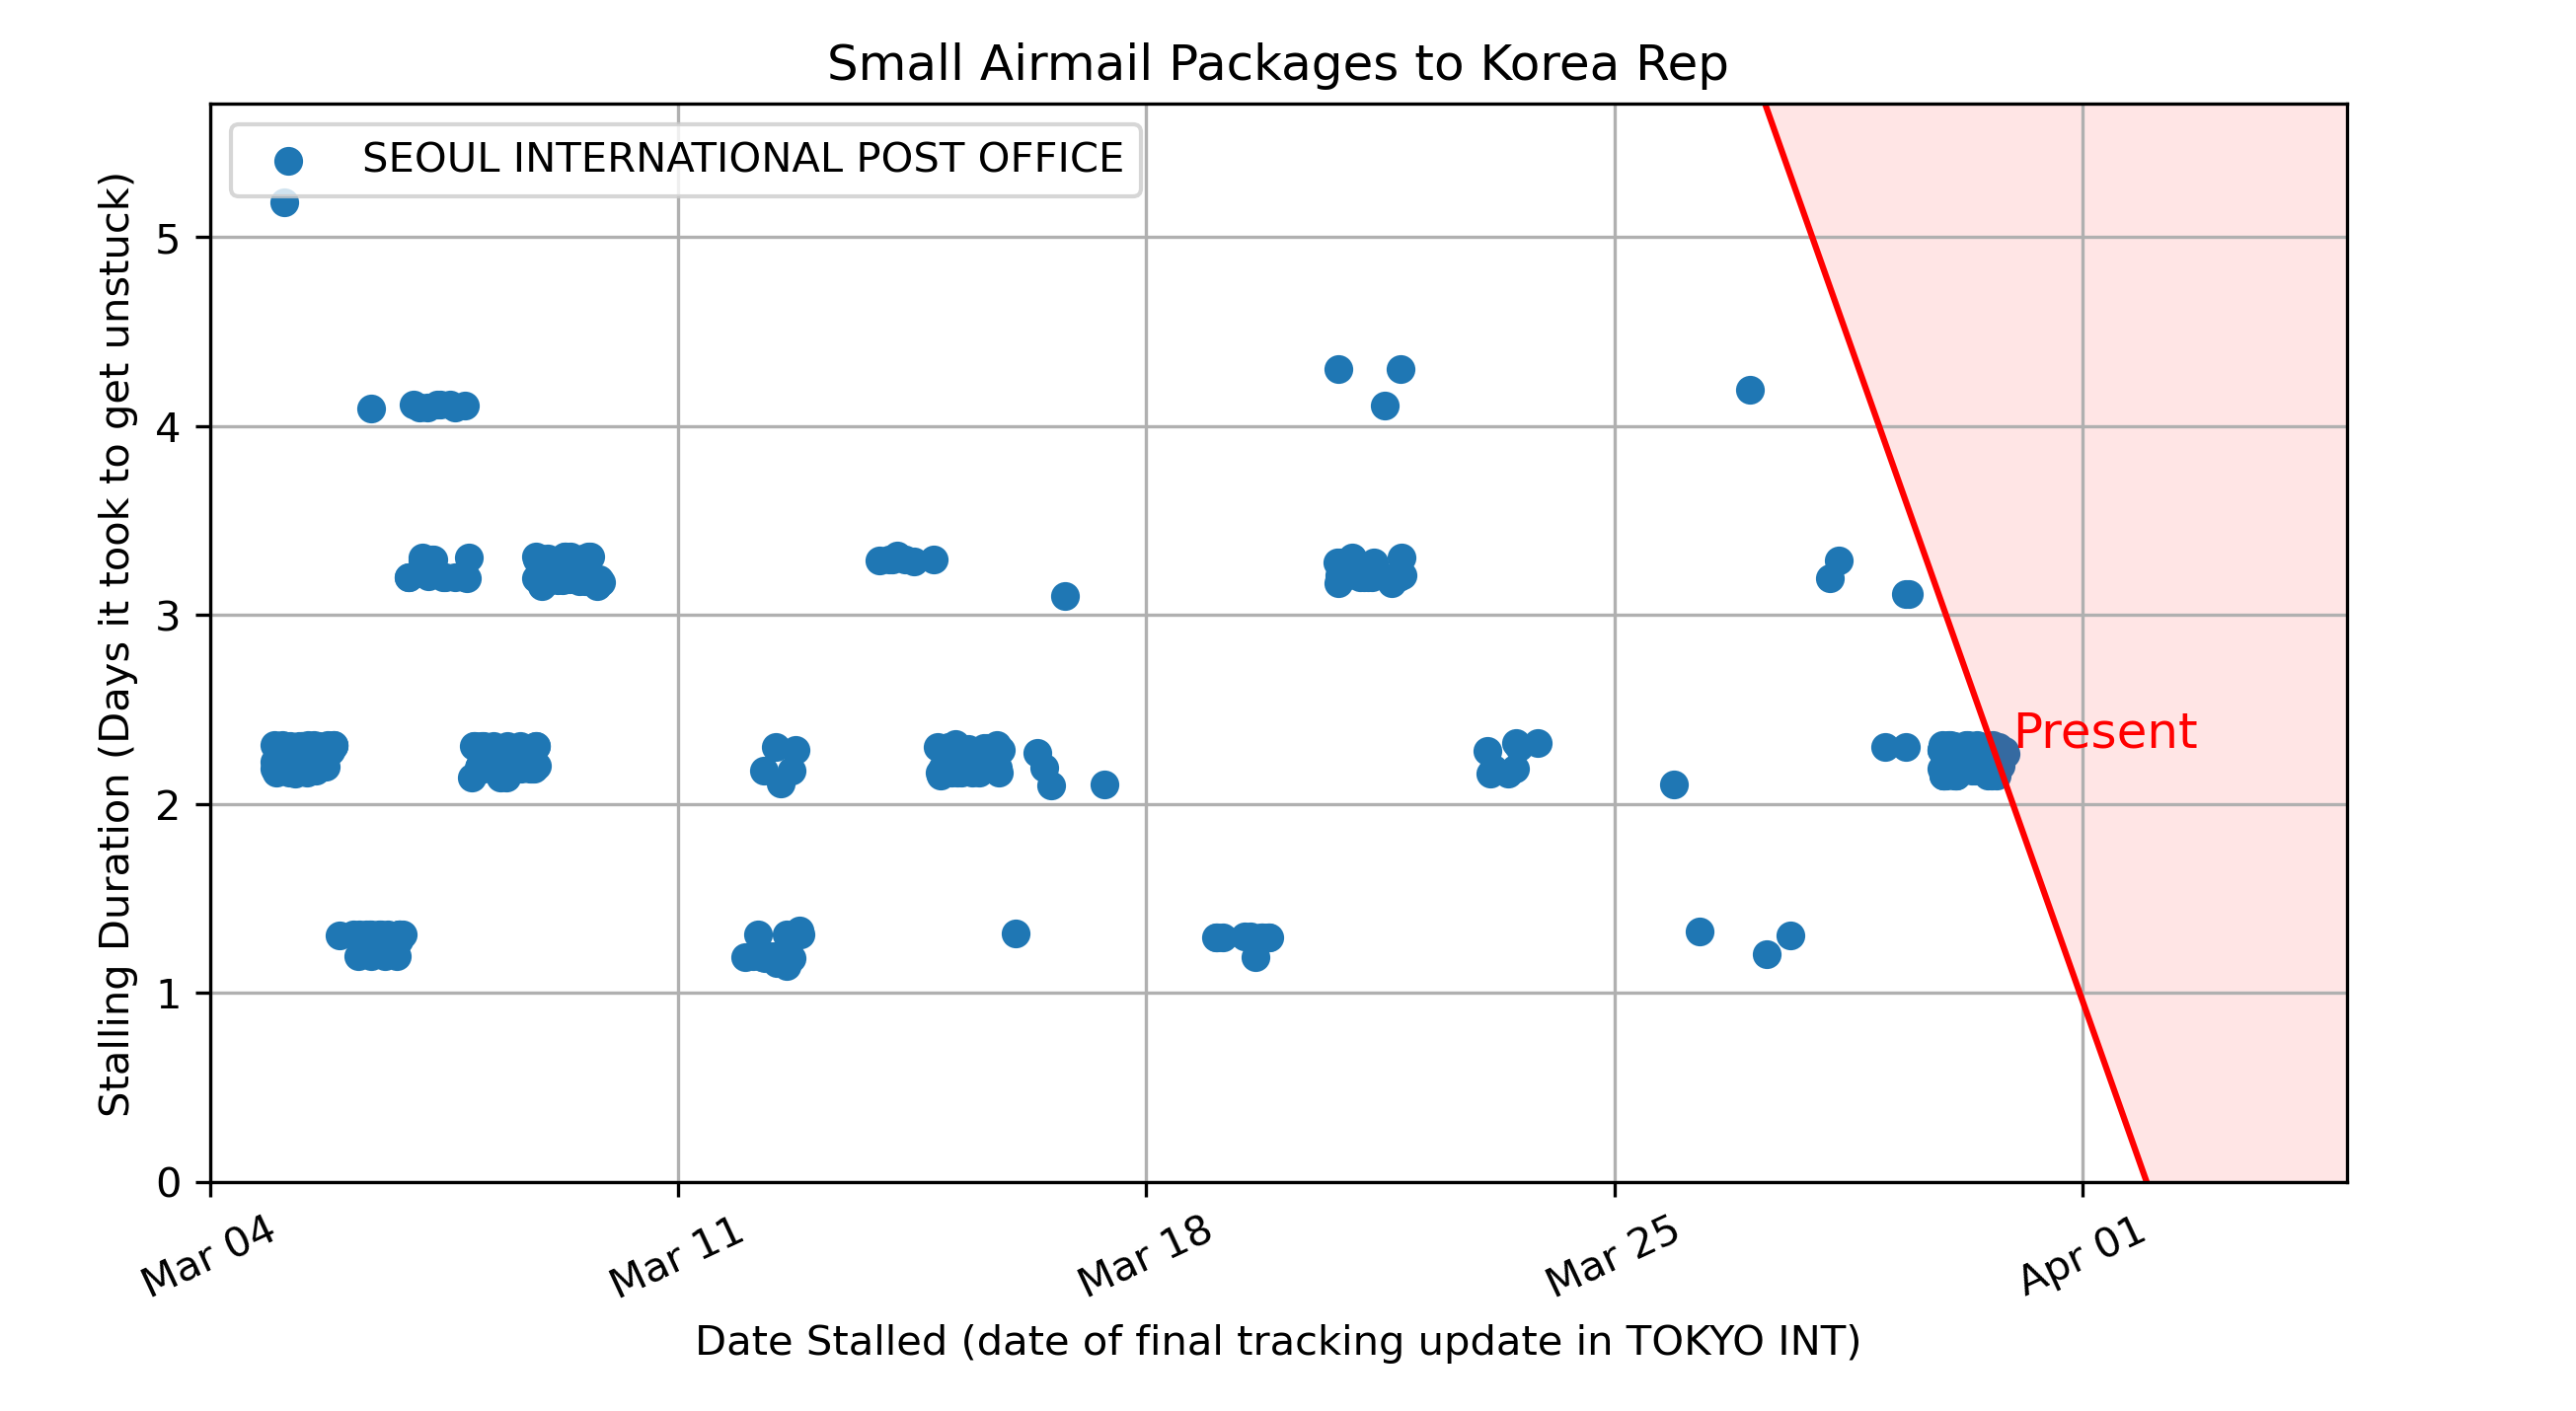 Small Airmail Packages to Korea Rep
SEOUL INTERNATIONAL POST OFFICE
Stalling Duration (Days it took to get unstuck)
5
4
3
2
1
0
Present
Mar 04
Mar 11
Mar 18
Mar 25
Apr 01
Date Stalled (date of final tracking update in TOKYO INT)